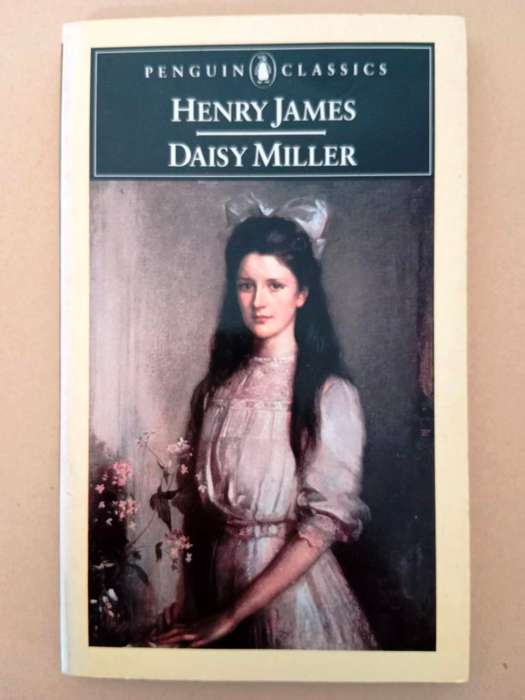 PENGUIN CLASSICS
HENRY JAMES
DAISY MILLER